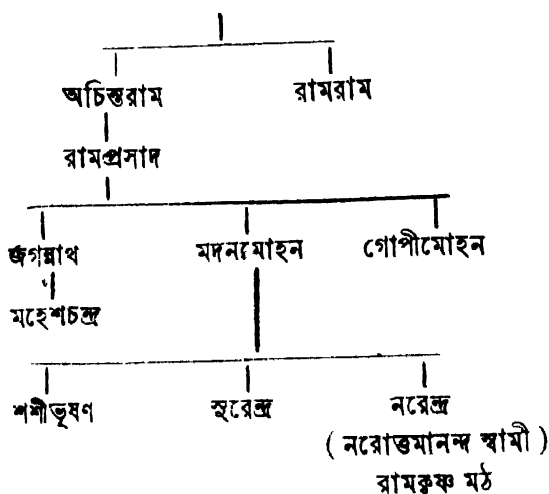 অচিন্তরাম রামরাম
রামপ্রসাদ
জগন্নাথ মদনমোহন গোপীমোহন
মহেশচন্দ্র
শশীভূষণ সুরেন্দ্র নরেন্দ্র
( নরোত্তমানন্দ স্বামী )
রামকৃষ্ণ মঠ